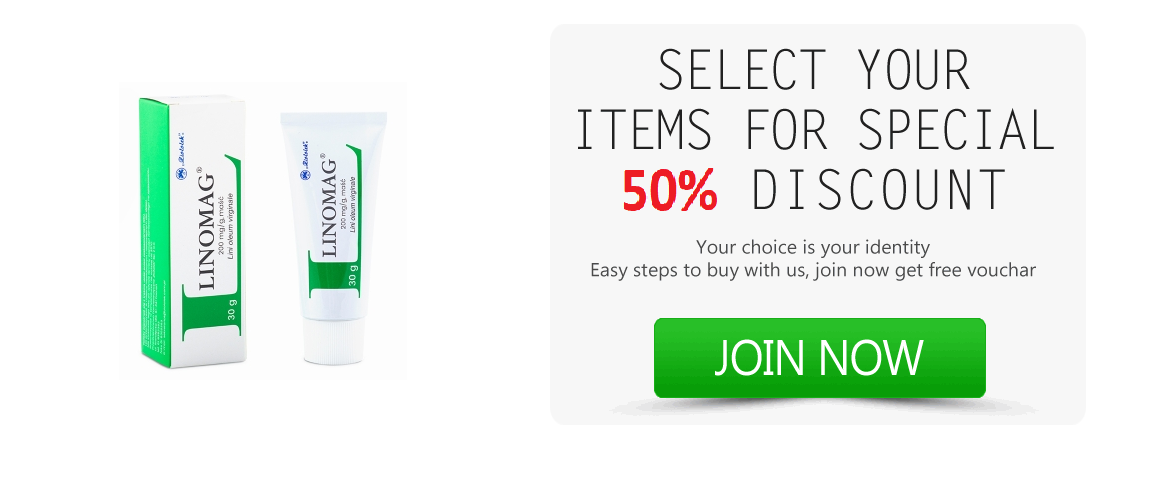 Ziołolek
LINOMAG®
200 mg/g, maść
Lini oleum virginale
30 g
Ziołolek
LINOMAG®
200 mg/g, maść
Lini oleum virginale
30 g
SELECT YOUR
ITEMS FOR SPECIAL
50% DISCOUNT
Your choice is your identity
Easy steps to buy with us, join now get free vouchar
JOIN NOW